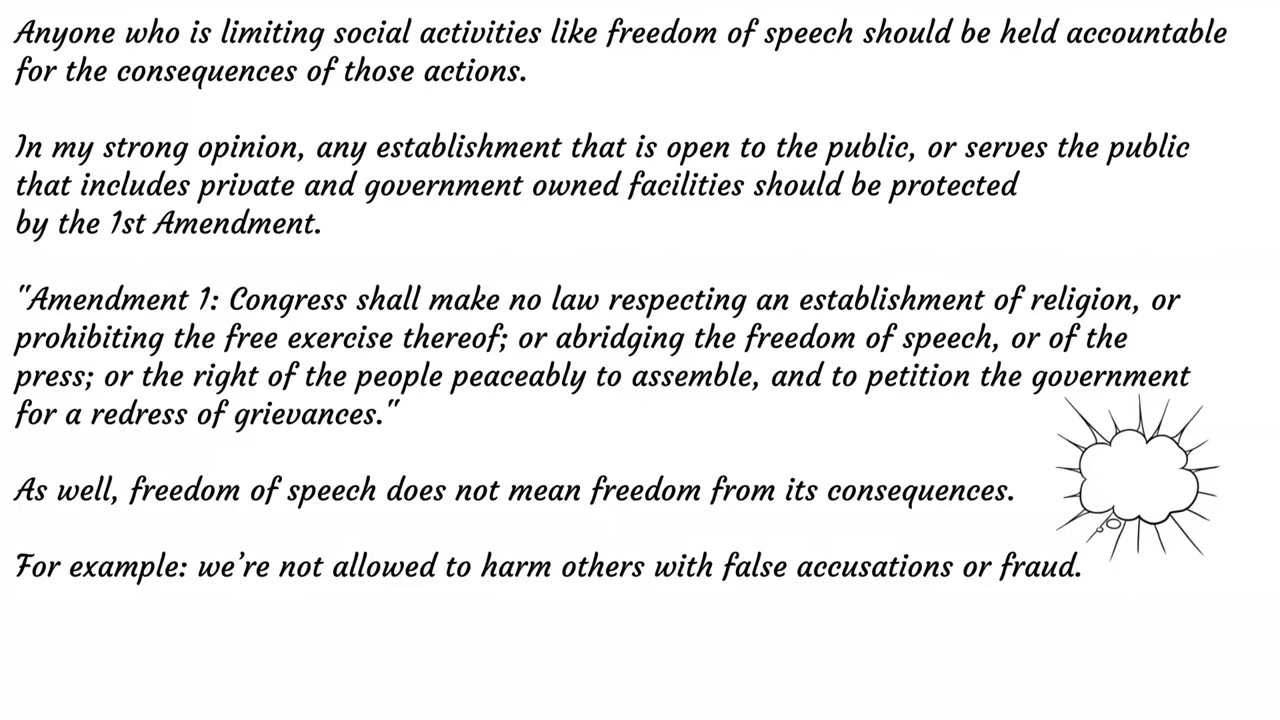 Anyone who is limiting social activities like freedom of speech should be held accountable
for the consequences of those actions.
In my strong opinion, any establishment that is open to the public, or serves the public
that includes private and government owned facilities should be protected
by the 1st Amendment.
"Amendment 1: Congress shall make no law respecting an establishment of religion, or
prohibiting the free exercise thereof; or abridging the freedom of speech, or of the
press; or the right of the people peaceably to assemble, and to petition the government
for a redress of grievances."
As well, freedom of speech does not mean freedom from its consequences.
For example: we’re not allowed to harm others with false accusations or fraud.